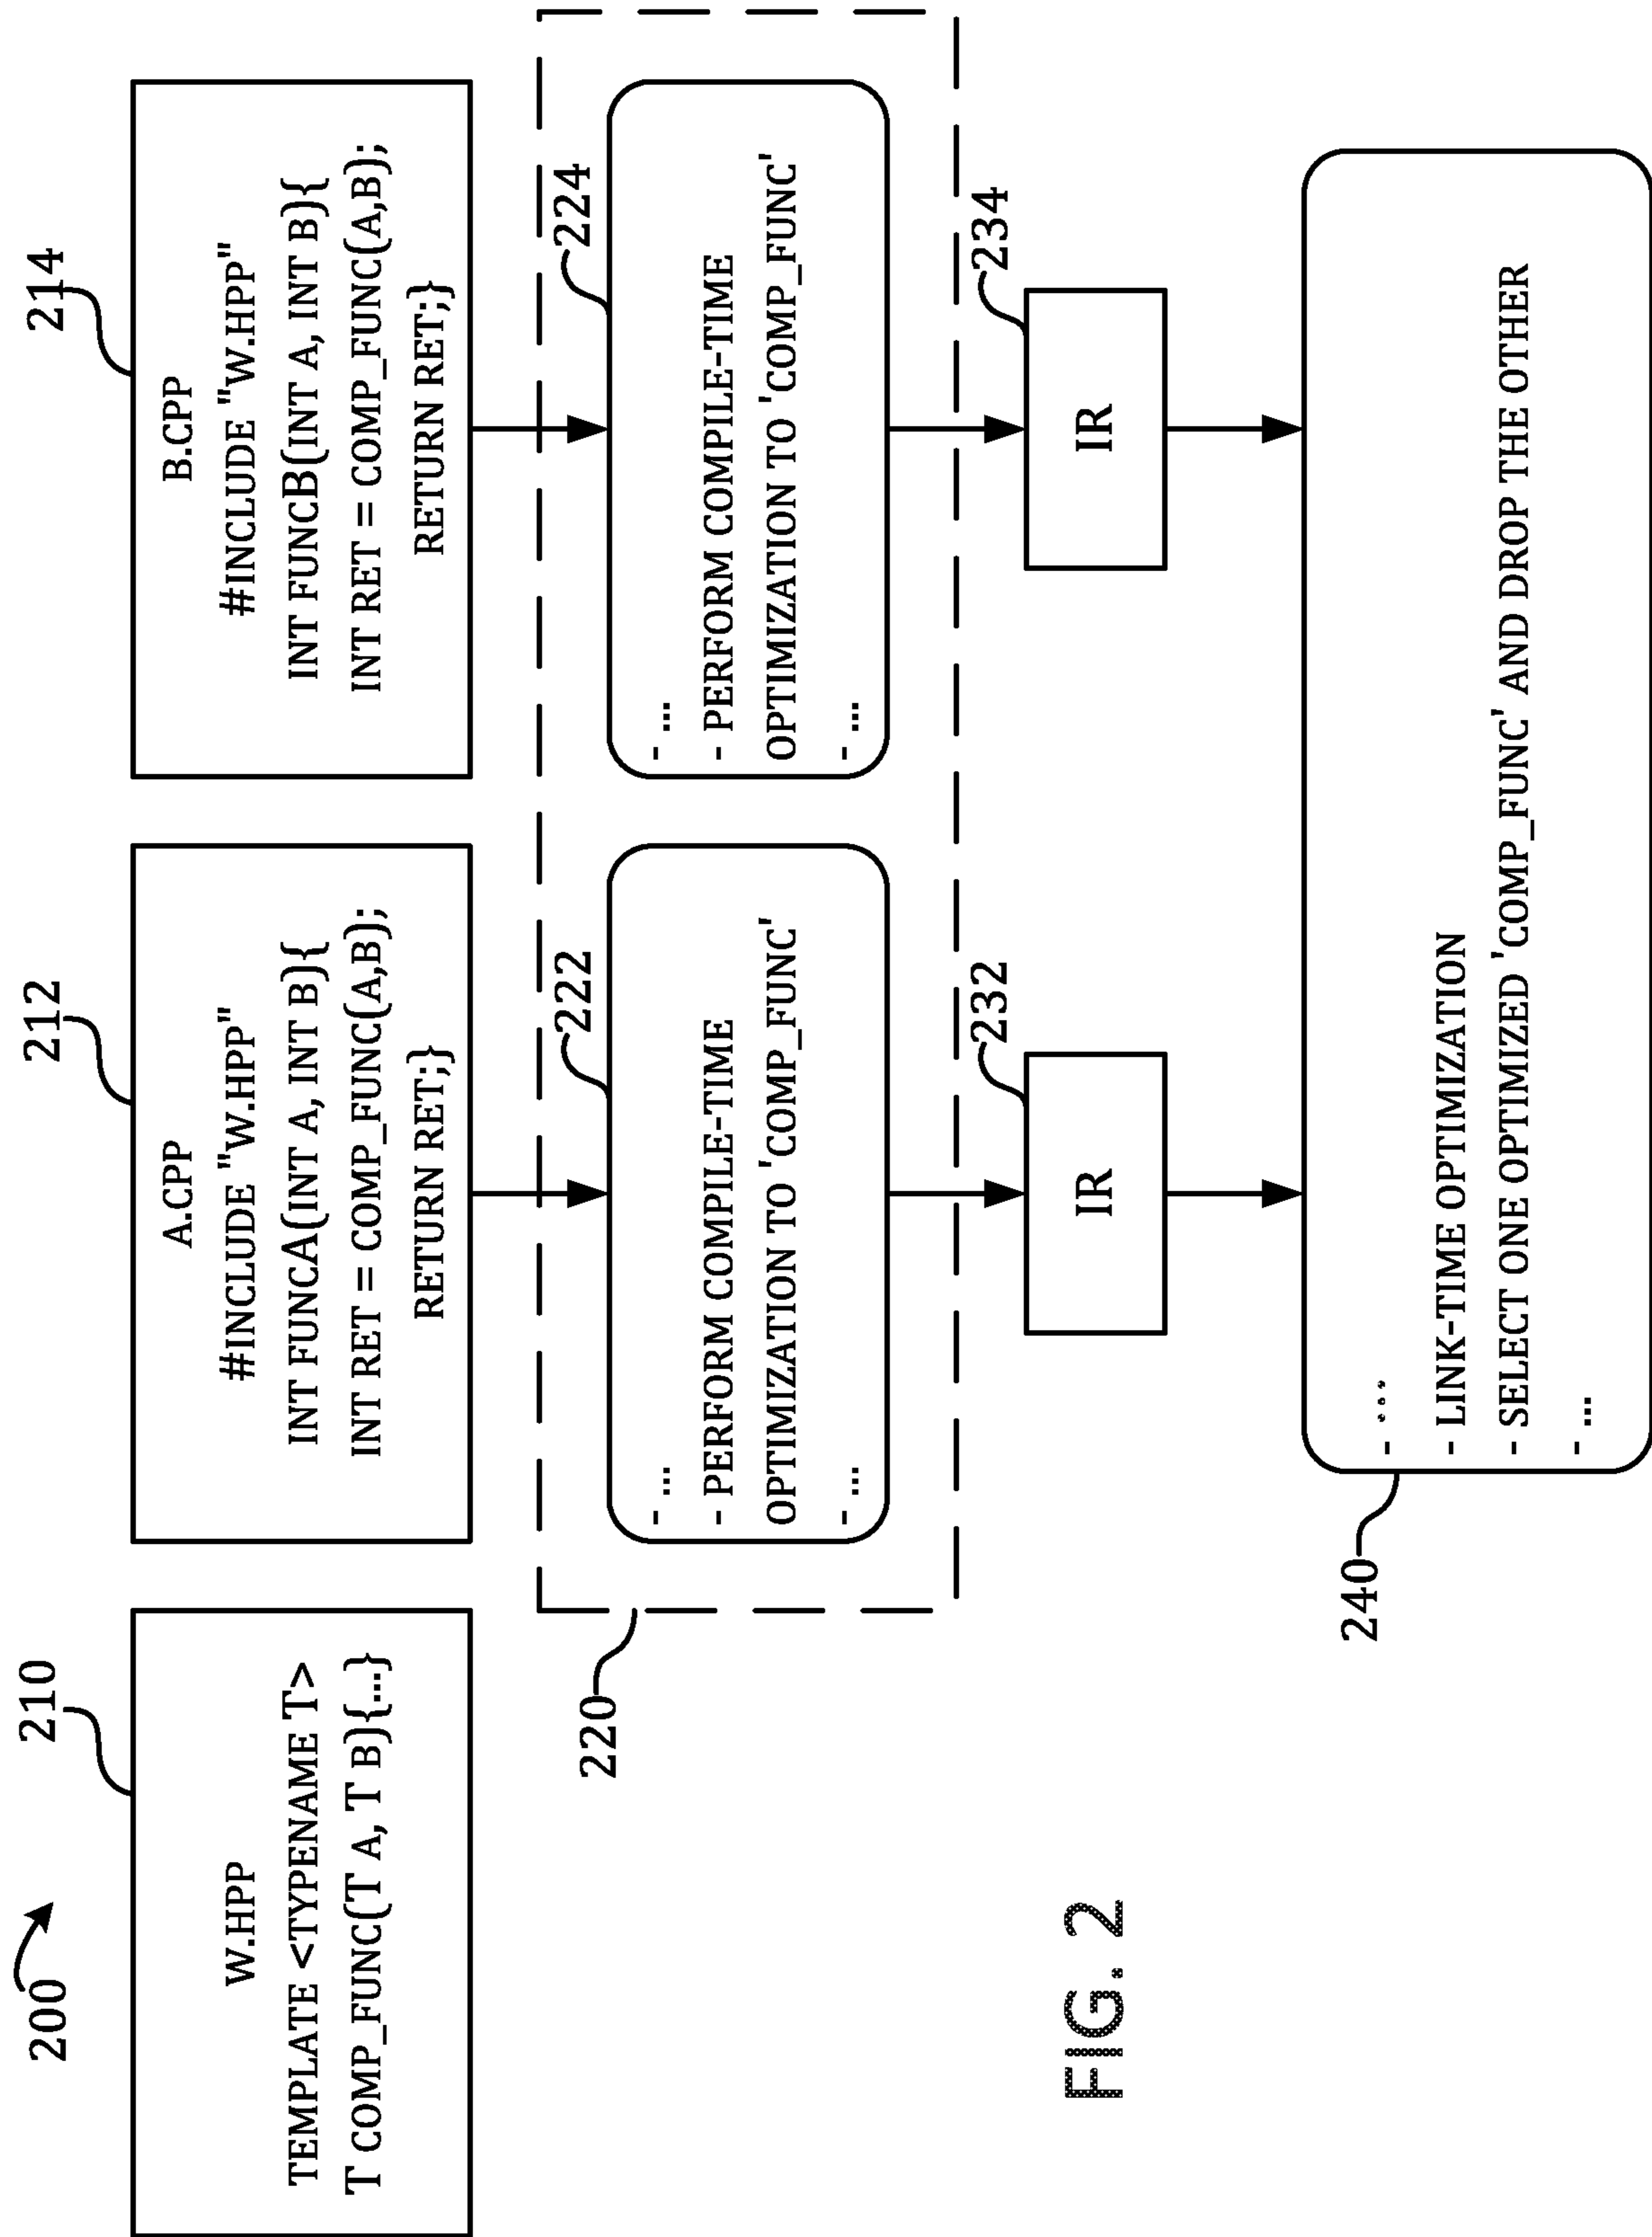 200
210
W.HPP
TEMPLATE <TYPENAME T>
T COMP_FUNC(T A, T B){...}
212
A.CPP
#INCLUDE "W.HPP"
INT FUNCA(INT A, INT B){
INT RET = COMP_FUNC(A,B);
RETURN RET;}
214
B.CPP
#INCLUDE "W.HPP"
INT FUNCB(INT A, INT B){
INT RET = COMP_FUNC(A,B);
RETURN RET;}
220
222
- ...
- PERFORM COMPILE-TIME
OPTIMIZATION TO 'COMP_FUNC'
- ...
224
- ...
- PERFORM COMPILE-TIME
OPTIMIZATION TO 'COMP_FUNC'
- ...
232
IR
234
IR
240
- ...
- LINK-TIME OPTIMIZATION
- SELECT ONE OPTIMIZED 'COMP_FUNC' AND DROP THE OTHER
- ...
FIG. 2